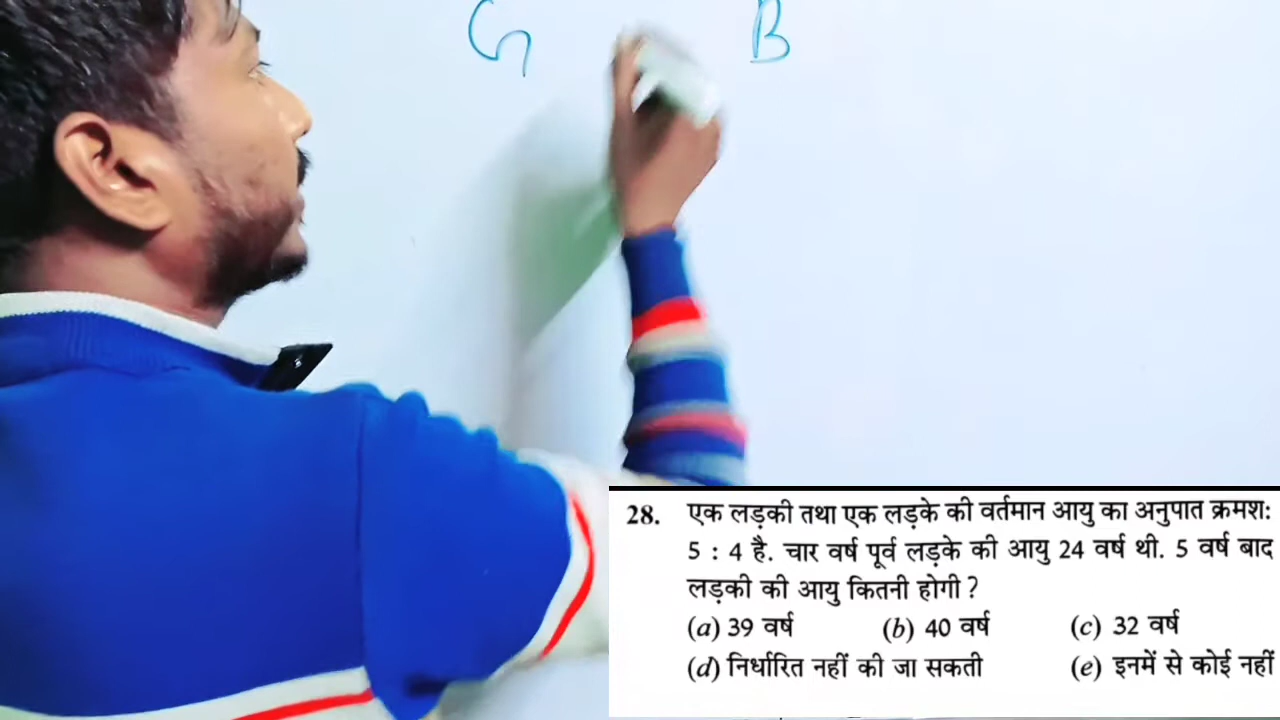 G B
28. एक लड़की तथा एक लड़के की वर्तमान आयु का अनुपात क्रमश:
5 : 4 है. चार वर्ष पूर्व लड़के की आयु 24 वर्ष थी. 5 वर्ष बाद
लड़की की आयु कितनी होगी ?
(a) 39 वर्ष (b) 40 वर्ष (c) 32 वर्ष
(d) निर्धारित नहीं की जा सकती (e) इनमें से कोई नहीं